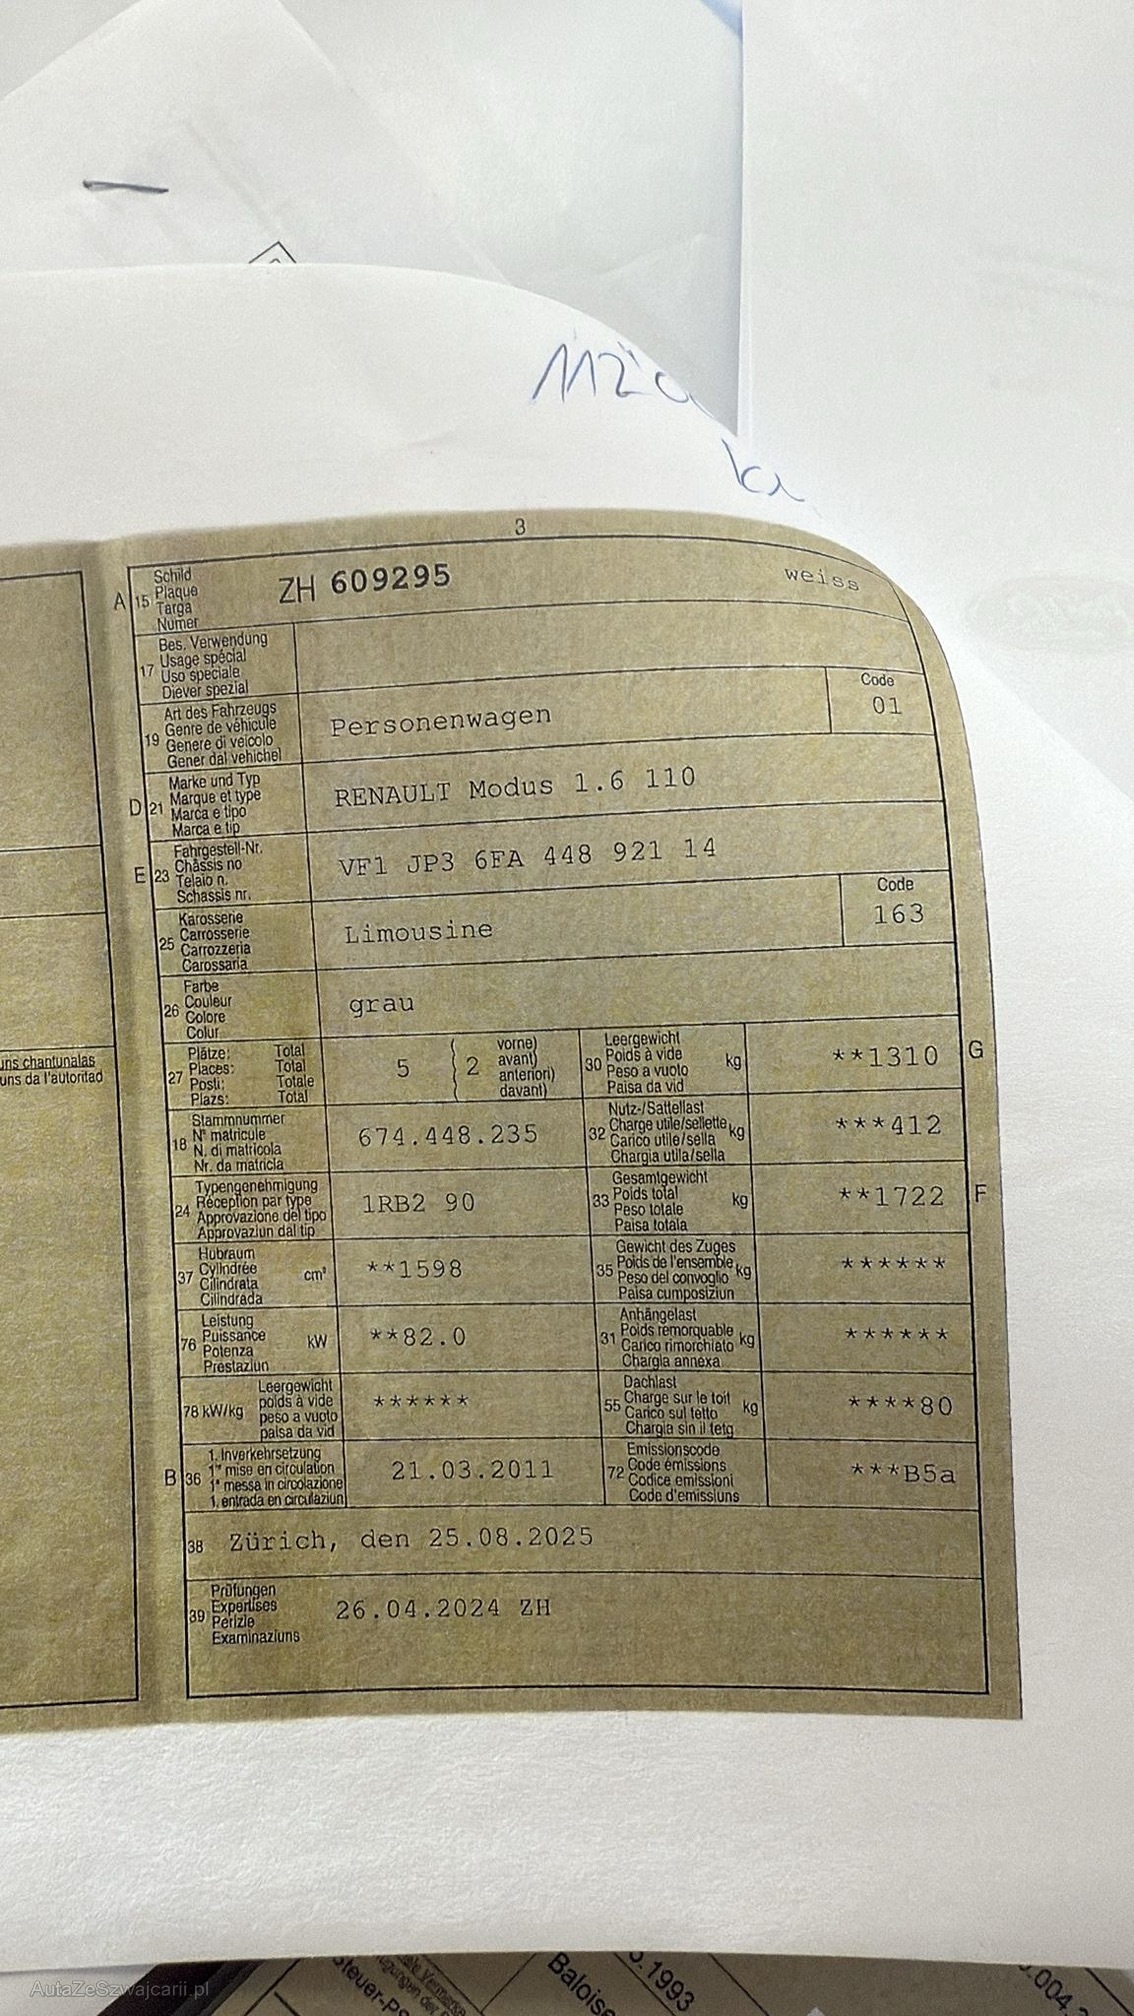 112'0
km
3
A 15 Schild
Plaque
Targa
Numer
ZH 609295
weiss
17 Bes. Verwendung
Usage spécial
Uso speciale
Diever spezial
19 Art des Fahrzeugs
Genre de véhicule
Genere di veicolo
Gener dal vehichel
Personenwagen
Code
01
D 21 Marke und Typ
Marque et type
Marca e tipo
Marca e tip
RENAULT Modus 1.6 110
E 23 Fahrgestell-Nr.
Châssis no
Telaio n.
Schassis nr.
VF1 JP3 6FA 448 921 14
25 Karosserie
Carrosserie
Carrozzeria
Carossaria
Limousine
Code
163
26 Farbe
Couleur
Colore
Colur
grau
uns chantunalas
uns da l'autoritad
27 Plätze: Total
Places: Total
Posti: Totale
Plazs: Total
5 { 2 vorne)
avant)
anteriori)
davant)
30 Leergewicht
Poids à vide kg
Peso a vuoto
Paisa da vid
**1310 G
18 Stammnummer
N° matricule
N. di matricola
Nr. da matricla
674.448.235
32 Nutz-/Sattellast
Charge utile/sellette kg
Carico utile/sella
Chargia utila/sella
***412
24 Typengenehmigung
Réception par type
Approvazione del tipo
Approvaziun dal tip
1RB2 90
33 Gesamtgewicht
Poids total kg
Peso totale
Paisa totala
**1722 F
37 Hubraum
Cylindrée cm³
Cilindrata
Cilindrada
**1598
35 Gewicht des Zuges
Poids de l'ensemble kg
Peso del convoglio
Paisa cumposiziun
******
76 Leistung
Puissance kW
Potenza
Prestaziun
**82.0
31 Anhängelast
Poids remorquable kg
Carico rimorchiato
Chargia annexa
******
78 kW/kg Leergewicht
poids à vide
peso a vuoto
paisa da vid
******
55 Dachlast
Charge sur le toit kg
Carico sul tetto
Chargia sin il tetg
****80
B 36 1. Inverkehrsetzung
1re mise en circulation
1a messa in circolazione
1. entrada en circulaziun
21.03.2011
72 Emissionscode
Code émissions
Codice emissioni
Code d'emissiuns
***B5a
38 Zürich, den 25.08.2025
39 Prüfungen
Expertises
Perizie
Examinaziuns
26.04.2024 ZH
Baloise
.1993
AutaZeSzwajcarii.pl